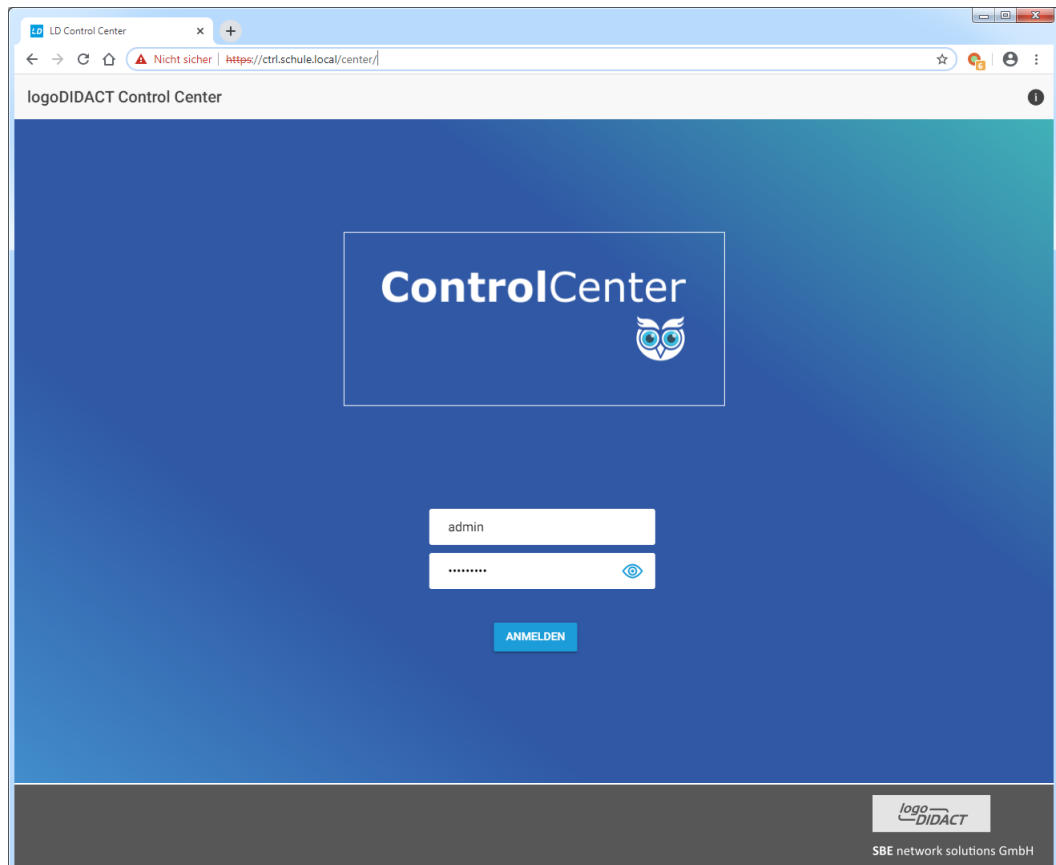 LD LD Control Center
Nicht sicher | https://ctrl.schule.local/center/
6
logoDIDACT Control Center
ControlCenter
admin
•••••••••
ANMELDEN
logo
DIDACT
SBE network solutions GmbH